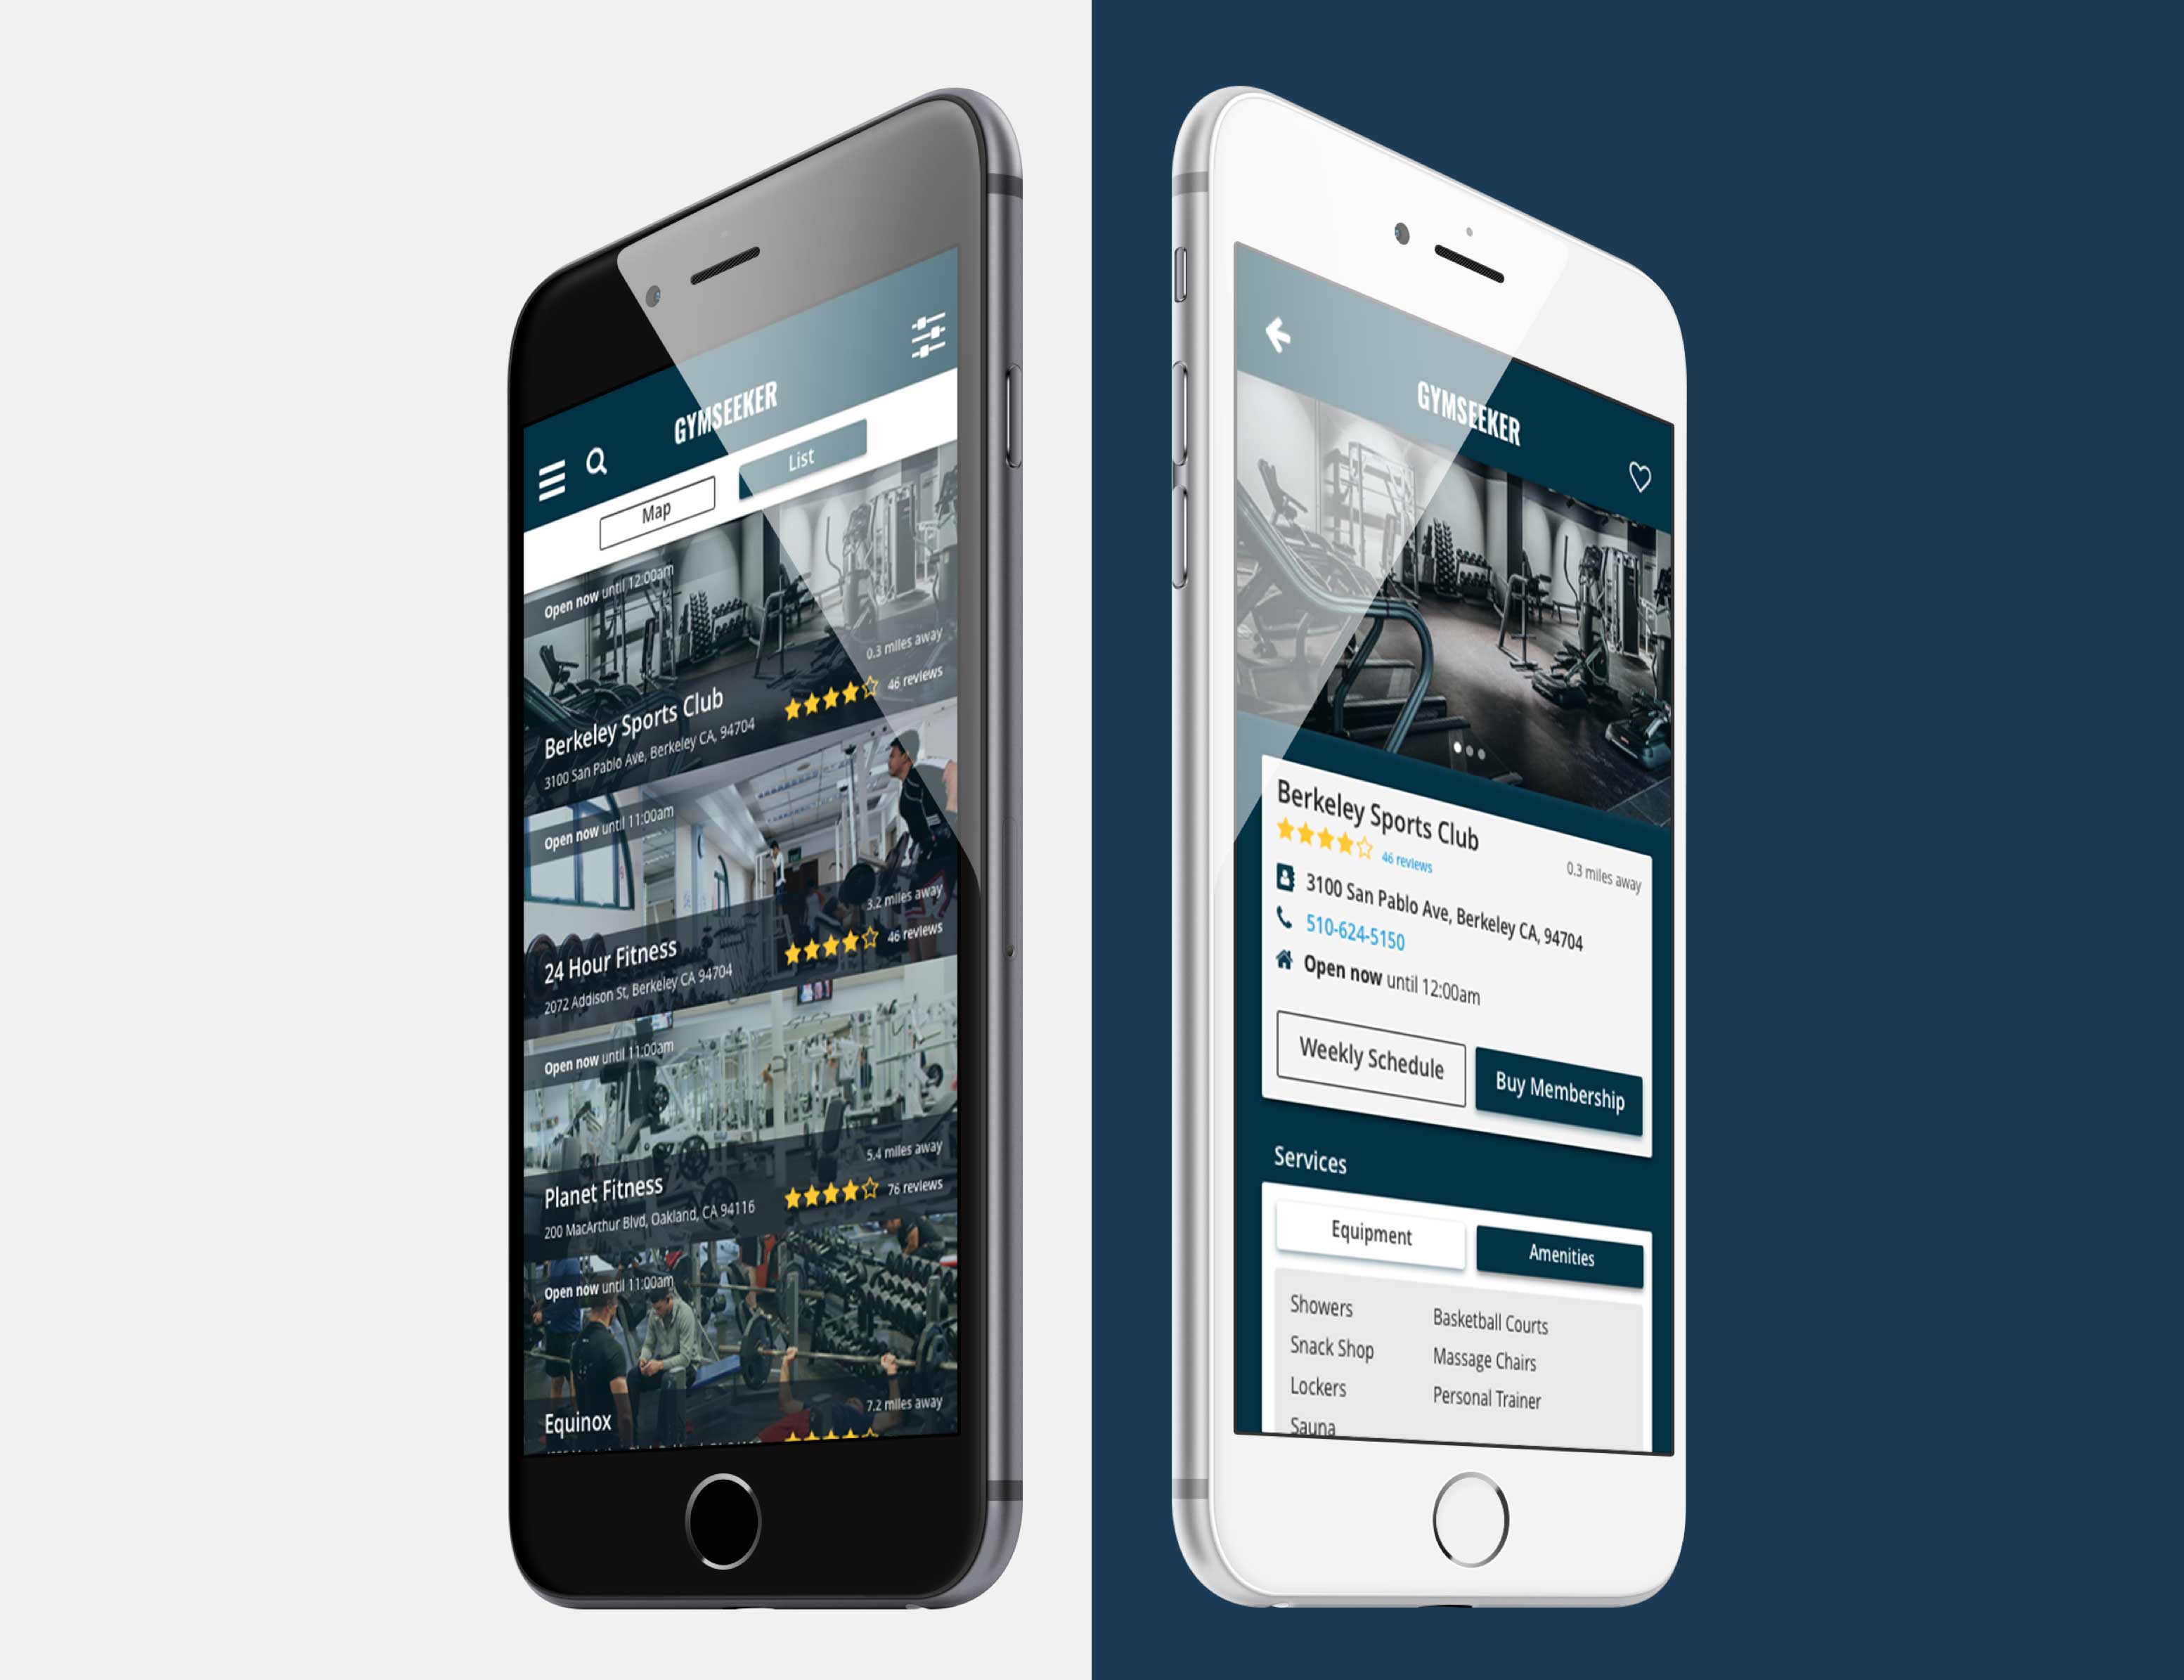 GYMSEEKER
Map
List
Open now until 12:00am
0.3 miles away
Berkeley Sports Club
46 reviews
3100 San Pablo Ave, Berkeley CA, 94704
Open now until 11:00am
3.2 miles away
24 Hour Fitness
46 reviews
2072 Addison St, Berkeley CA 94704
Open now until 11:00am
5.4 miles away
Planet Fitness
76 reviews
200 MacArthur Blvd, Oakland, CA 94116
Open now until 11:00am
7.2 miles away
Equinox
GYMSEEKER
Berkeley Sports Club
46 reviews
0.3 miles away
3100 San Pablo Ave, Berkeley CA, 94704
510-624-5150
Open now until 12:00am
Weekly Schedule
Buy Membership
Services
Equipment
Amenities
Showers
Basketball Courts
Snack Shop
Massage Chairs
Lockers
Personal Trainer
Sauna